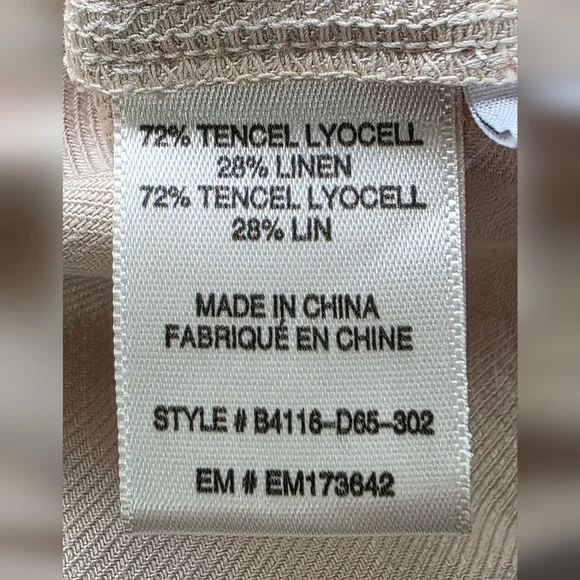 72% TENCEL LYOCELL
28% LINEN
72% TENCEL LYOCELL
28% LIN
MADE IN CHINA
FABRIQUÉ EN CHINE
STYLE # B4116-D65-302
EM # EM173642